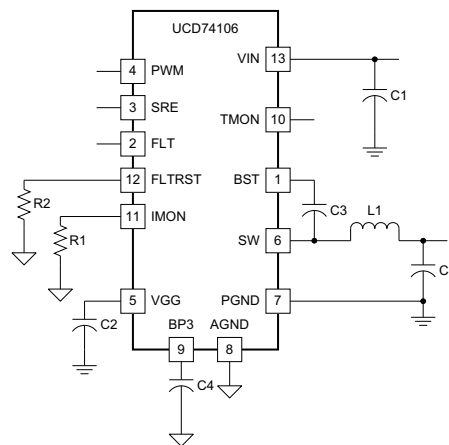 UCD74106
4 PWM
3 SRE
2 FLT
12 FLTRST
11 IMON
5 VGG
VIN 13
TMON 10
BST 1
SW 6
PGND 7
BP3 AGND
9 8
R2
R1
C2
C4
C1
C3
L1
C